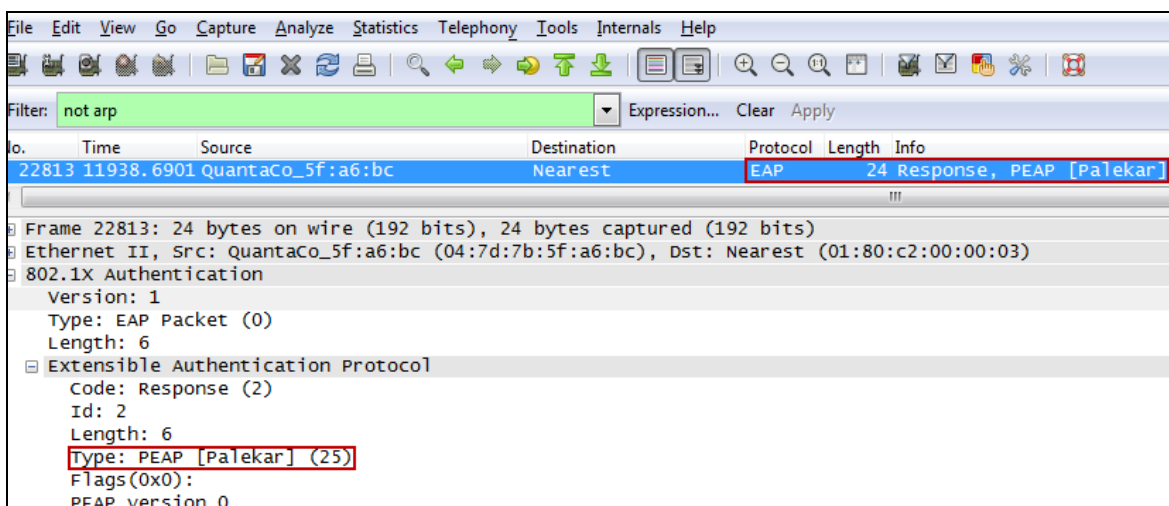 File Edit View Go Capture Analyze Statistics Telephony Tools Internals Help
Filter: not arp Expression... Clear Apply
No. Time Source Destination Protocol Length Info
22813 11938.6901 QuantaCo_5f:a6:bc Nearest EAP 24 Response, PEAP [Palekar]
Frame 22813: 24 bytes on wire (192 bits), 24 bytes captured (192 bits)
Ethernet II, Src: QuantaCo_5f:a6:bc (04:7d:7b:5f:a6:bc), Dst: Nearest (01:80:c2:00:00:03)
802.1X Authentication
Version: 1
Type: EAP Packet (0)
Length: 6
Extensible Authentication Protocol
Code: Response (2)
Id: 2
Length: 6
Type: PEAP [Palekar] (25)
Flags(0x0):
PEAP version 0